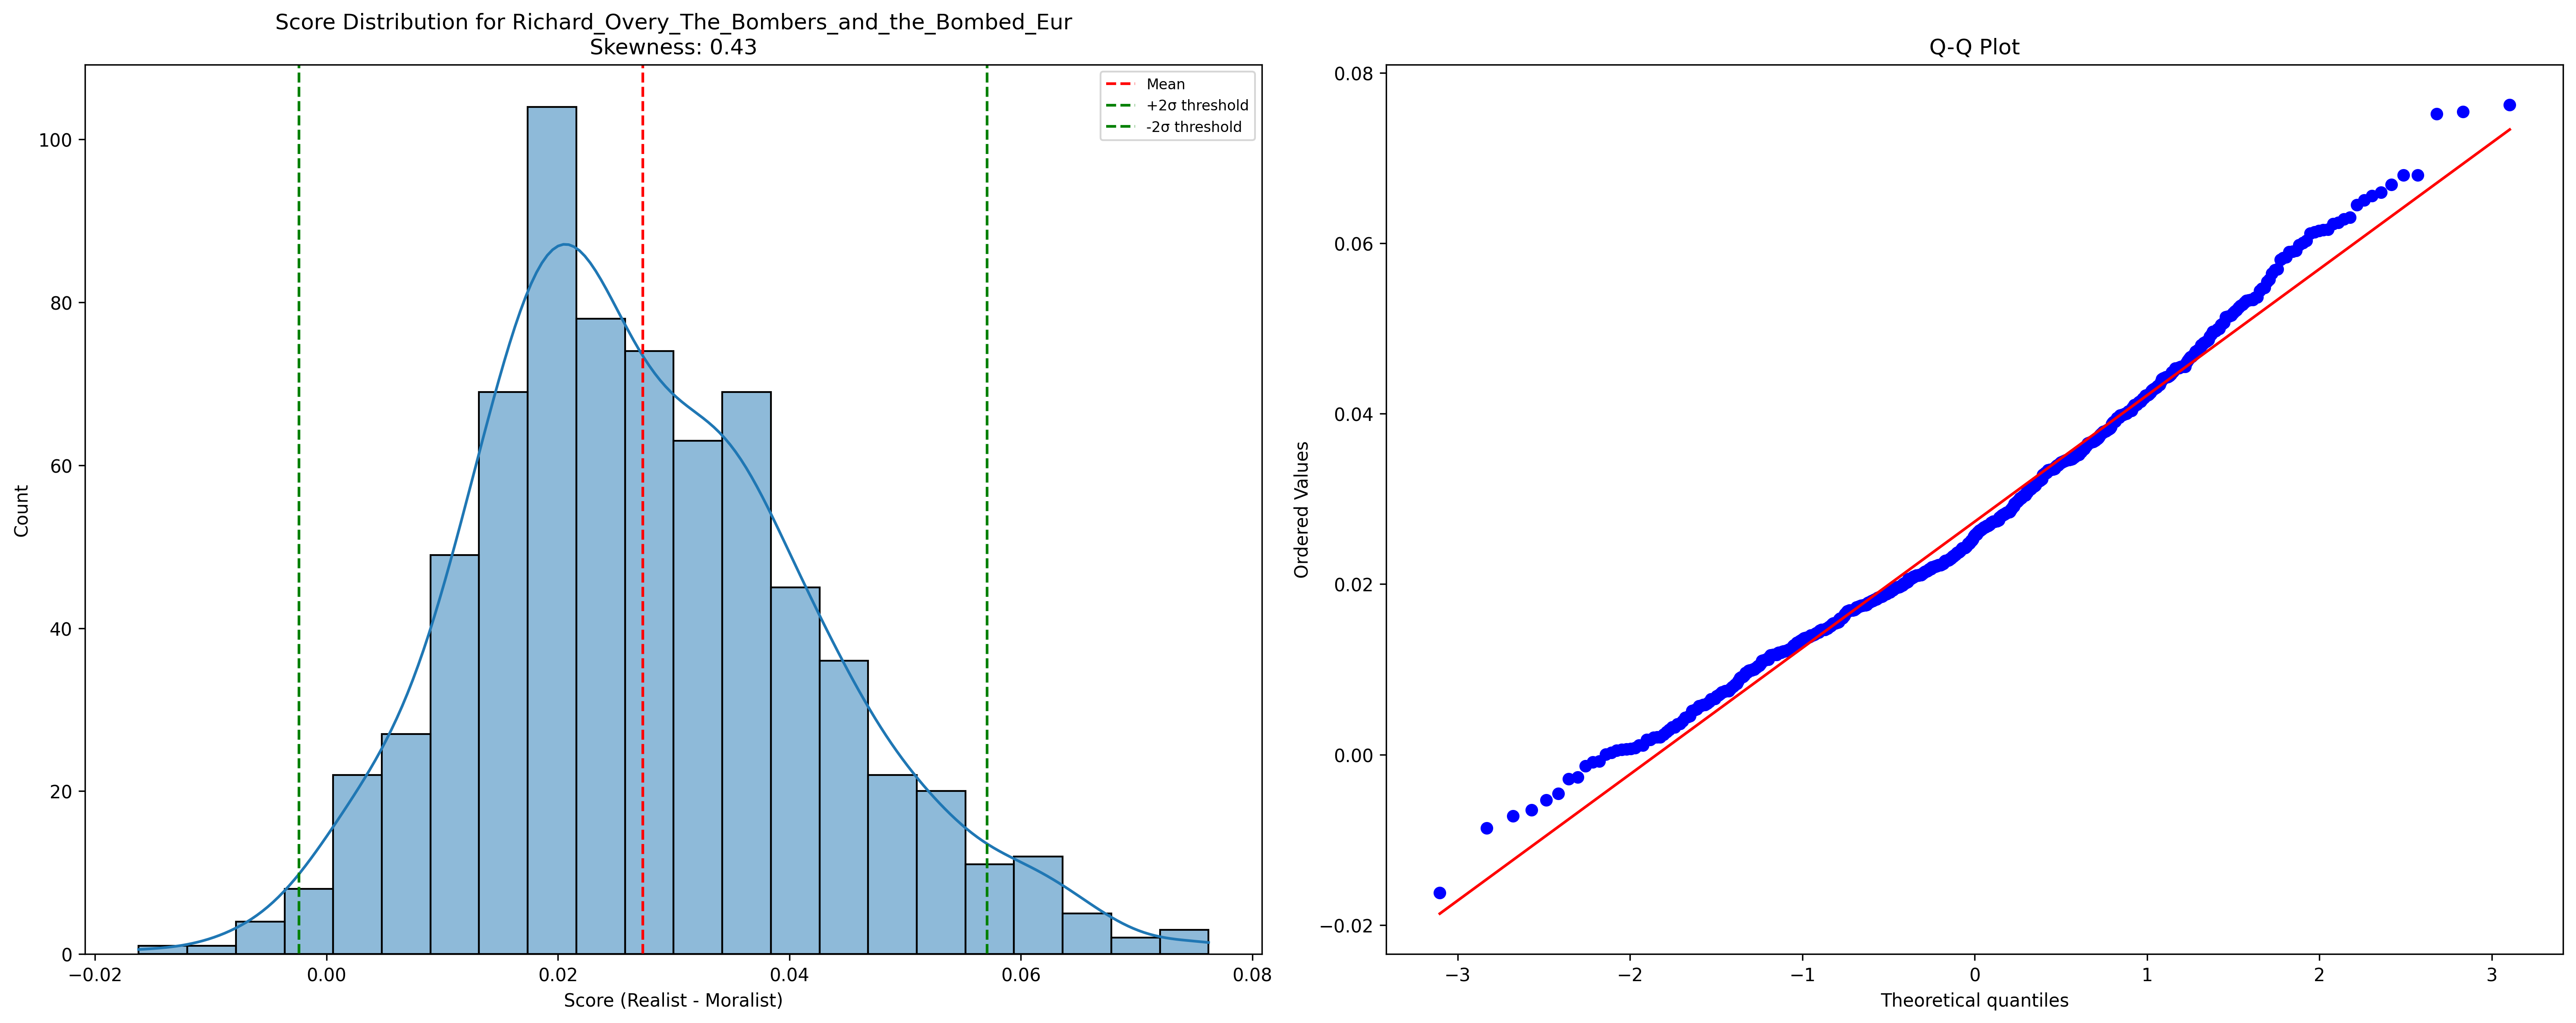 Score Distribution for Richard_Overy_The_Bombers_and_the_Bombed_Eur
Skewness: 0.43
Mean
+2σ threshold
-2σ threshold
Count
100
80
60
40
20
0
−0.02 0.00 0.02 0.04 0.06 0.08
Score (Realist - Moralist)
Q-Q Plot
Ordered Values
0.08
0.06
0.04
0.02
0.00
−0.02
−3 −2 −1 0 1 2 3
Theoretical quantiles